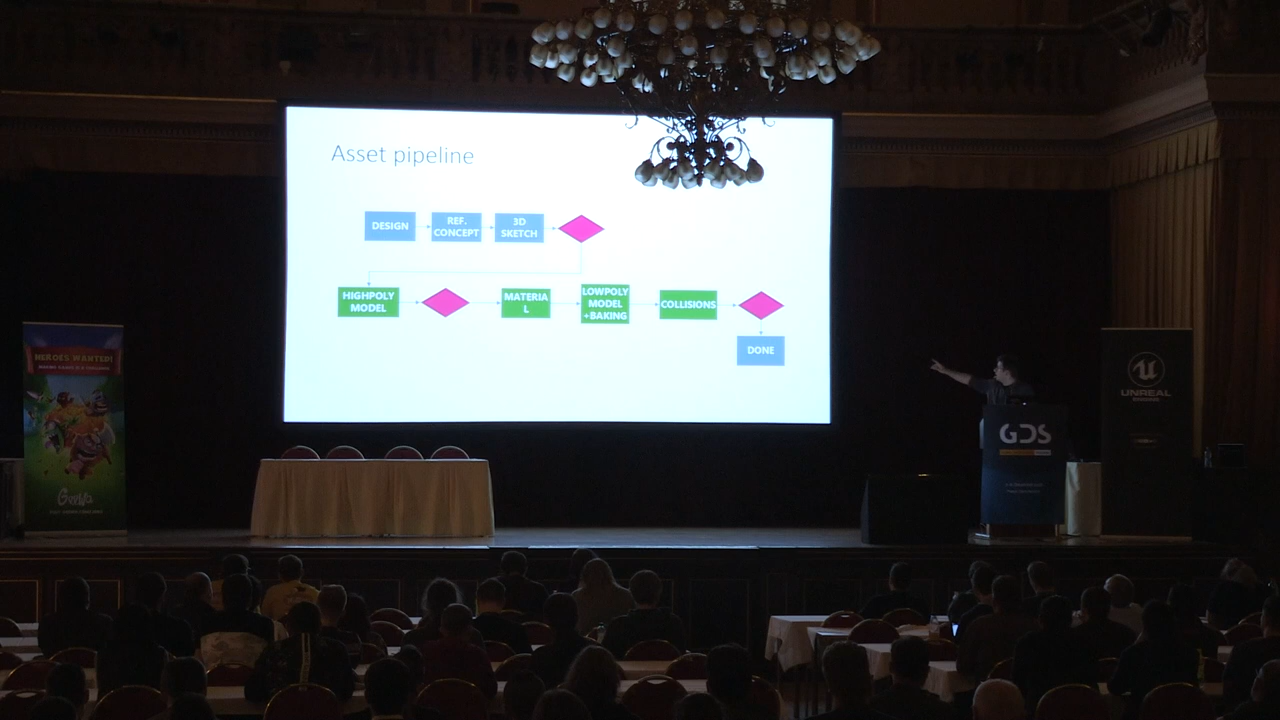 Asset pipeline
DESIGN
REF.
CONCEPT
3D
SKETCH
HIGHPOLY
MODEL
MATERIA
L
LOWPOLY
MODEL
+BAKING
COLLISIONS
DONE
HEROES WANTED!
GDS
UNREAL